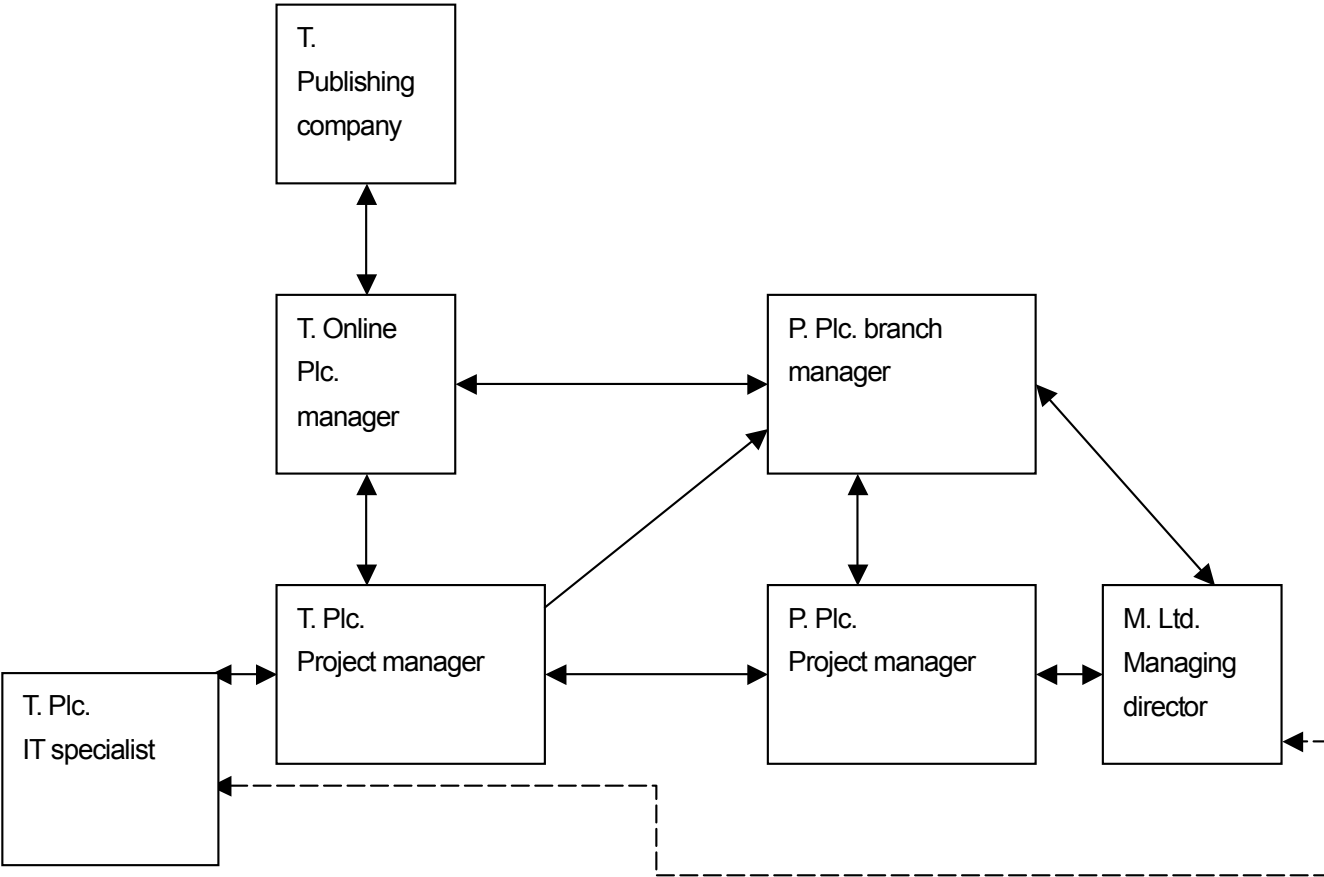 T.
Publishing
company
T. Online
Plc.
manager
P. Plc. branch
manager
T. Plc.
Project manager
P. Plc.
Project manager
M. Ltd.
Managing
director
T. Plc.
IT specialist